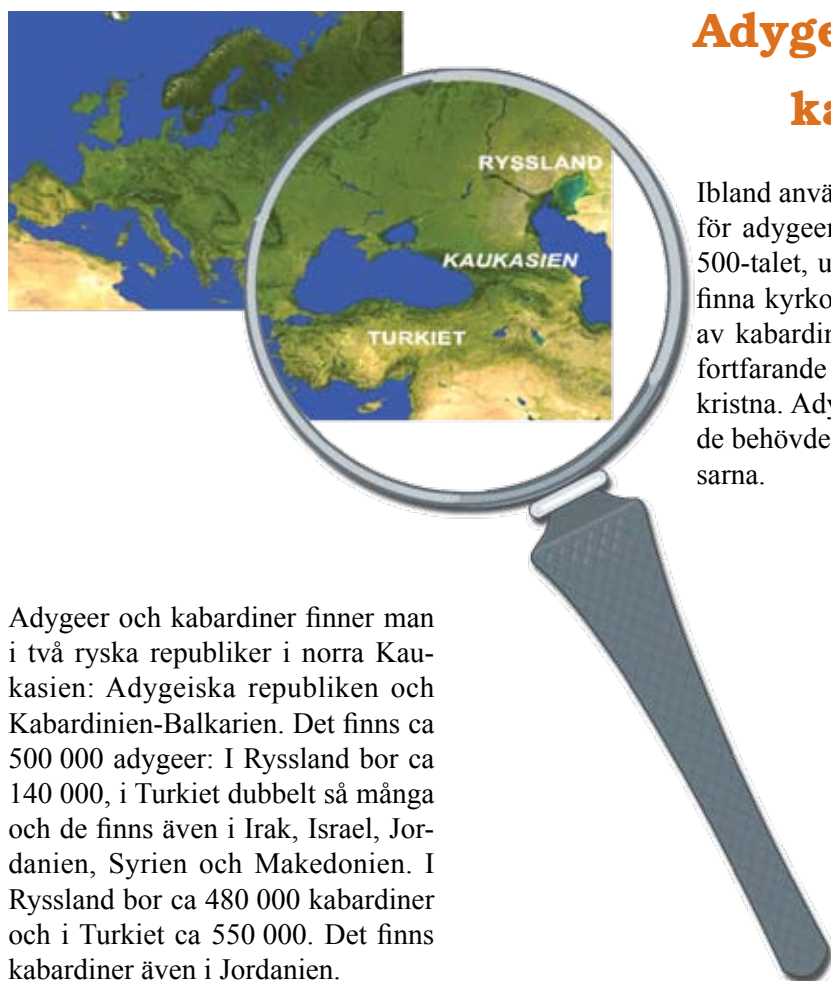 Adyge
ka
RYSSLAND
KAUKASIEN
TURKIET
Ibland anvä
för adygeer
500-talet, u
finna kyrko
av kabardin
fortfarande
kristna. Ady
de behövde
sarna.
Adygeer och kabardiner finner man
i två ryska republiker i norra Kau-
kasien: Adygeiska republiken och
Kabardinien-Balkarien. Det finns ca
500 000 adygeer: I Ryssland bor ca
140 000, i Turkiet dubbelt så många
och de finns även i Irak, Israel, Jor-
danien, Syrien och Makedonien. I
Ryssland bor ca 480 000 kabardiner
och i Turkiet ca 550 000. Det finns
kabardiner även i Jordanien.